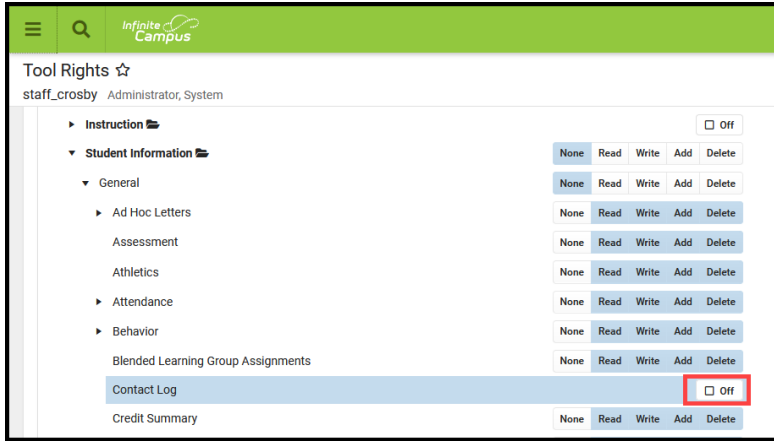 Infinite
Campus
Tool Rights
staff_crosby Administrator, System
Instruction Off
Student Information None Read Write Add Delete
General None Read Write Add Delete
Ad Hoc Letters None Read Write Add Delete
Assessment None Read Write Add Delete
Athletics None Read Write Add Delete
Attendance None Read Write Add Delete
Behavior None Read Write Add Delete
Blended Learning Group Assignments None Read Write Add Delete
Contact Log Off
Credit Summary None Read Write Add Delete